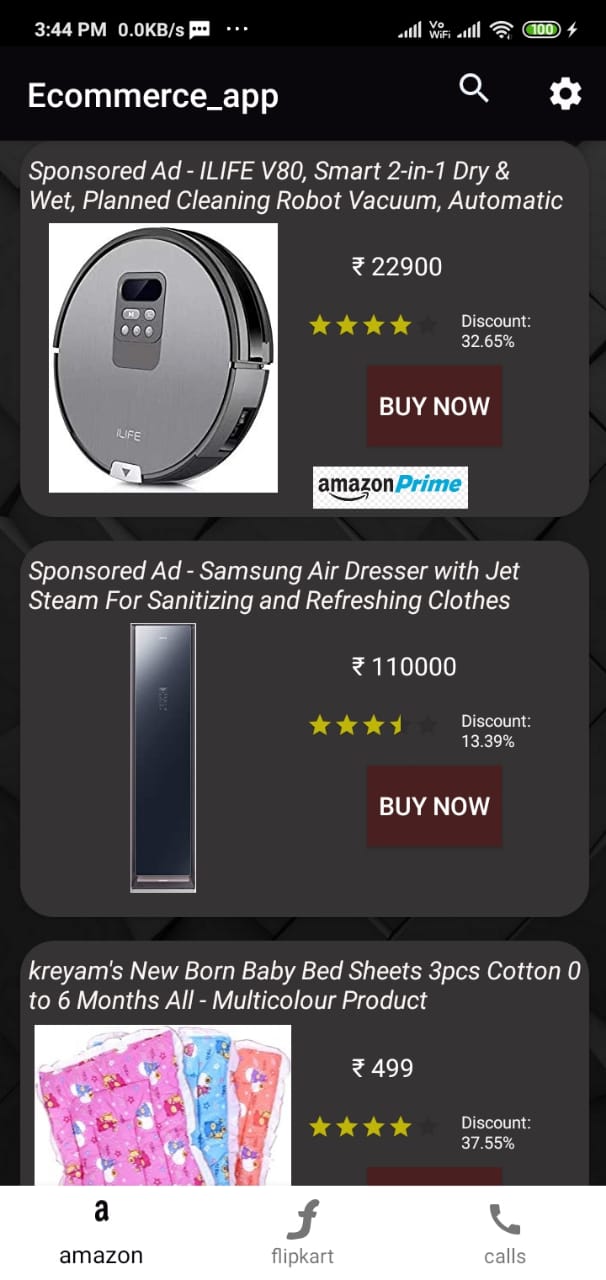 3:44 PM 0.0KB/s ... Vo WiFi 100
Ecommerce_app
Sponsored Ad - ILIFE V80, Smart 2-in-1 Dry &
Wet, Planned Cleaning Robot Vacuum, Automatic
₹ 22900
Discount:
32.65%
BUY NOW
ILIFE
amazonPrime
Sponsored Ad - Samsung Air Dresser with Jet
Steam For Sanitizing and Refreshing Clothes
₹ 110000
Discount:
13.39%
BUY NOW
kreyam's New Born Baby Bed Sheets 3pcs Cotton 0
to 6 Months All - Multicolour Product
₹ 499
Discount:
37.55%
a
amazon
f
flipkart
calls